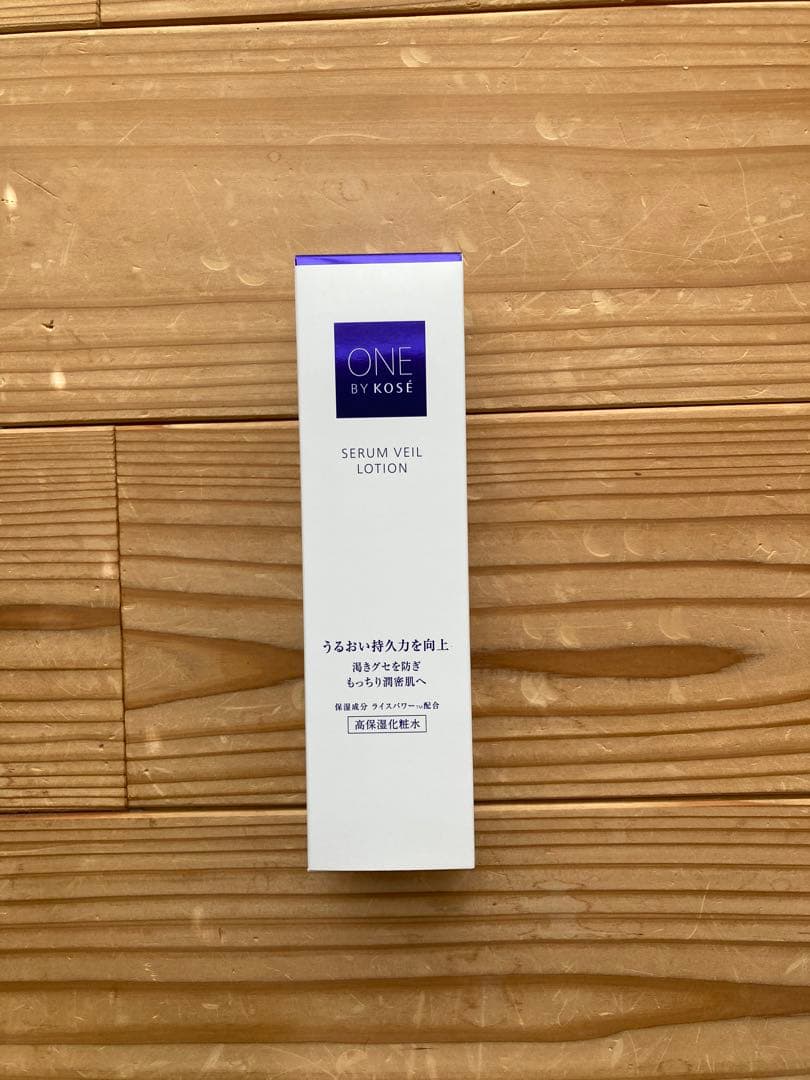 ONE
BY KOSÉ
SERUM VEIL
LOTION
うるおい持久力を向上
渇きグセを防ぎ
もっちり潤密肌へ
保湿成分 ライスパワー™配合
高保湿化粧水